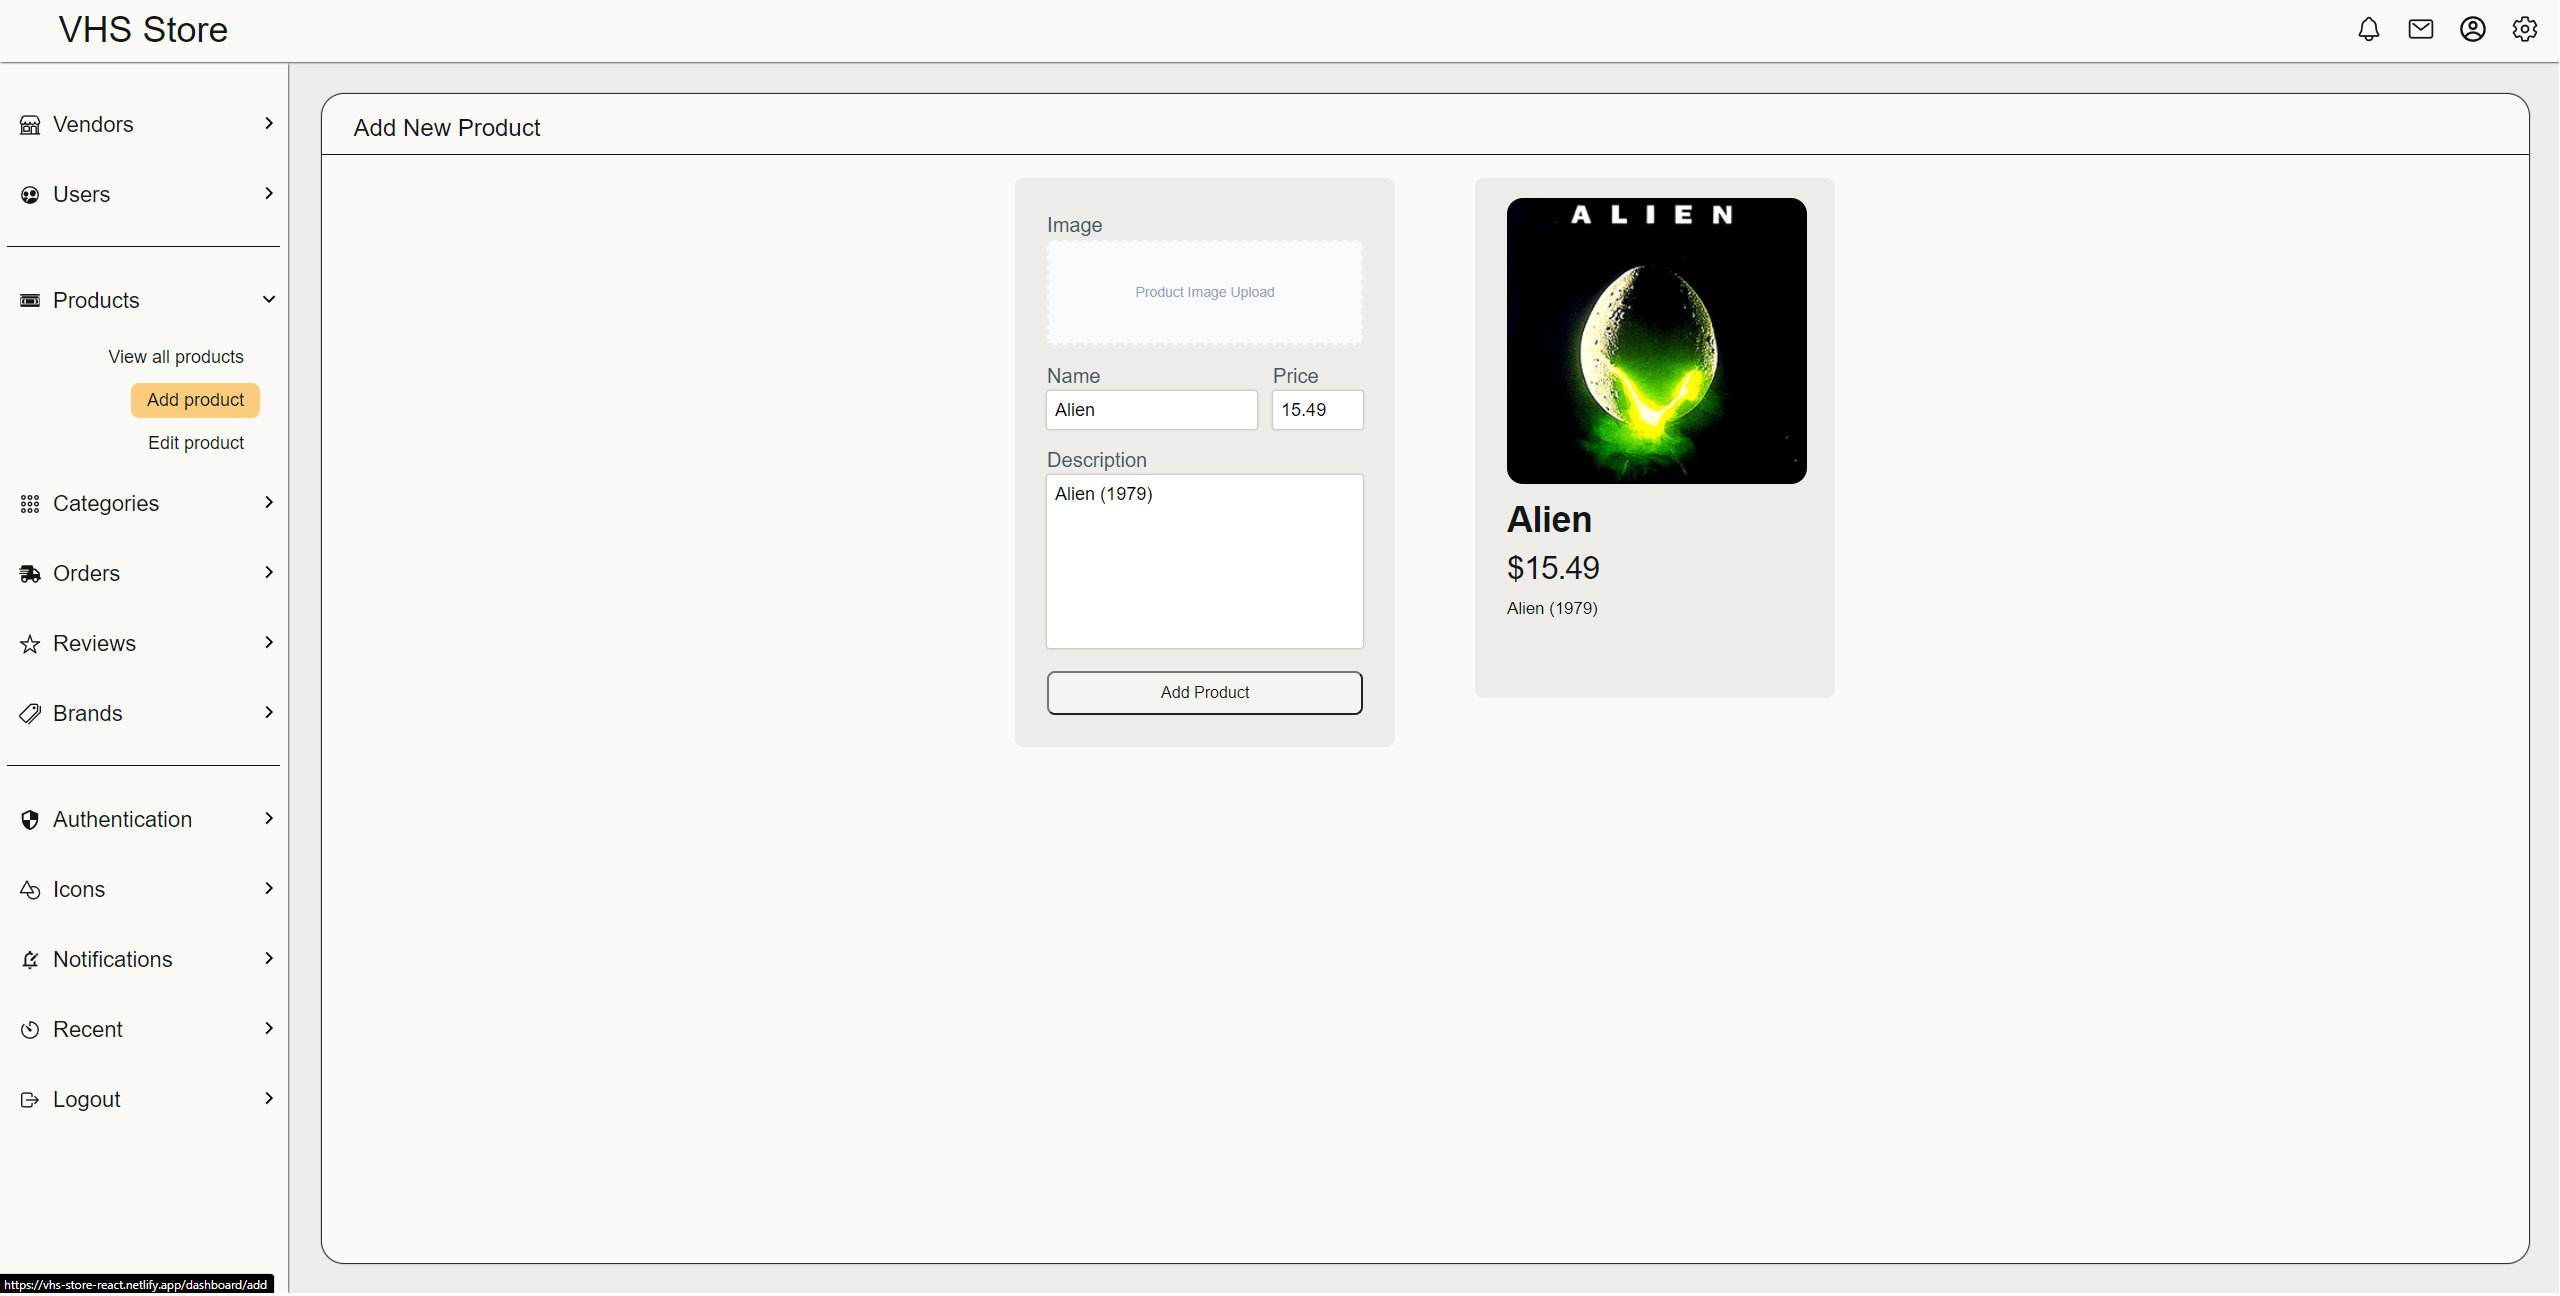 VHS Store
Vendors
Users
Products
View all products
Add product
Edit product
Categories
Orders
Reviews
Brands
Authentication
Icons
Notifications
Recent
Logout
Add New Product
Image
Product Image Upload
Name
Price
Alien
15.49
Description
Alien (1979)
Add Product
ALIEN
Alien
$15.49
Alien (1979)
https://vhs-store-react.netlify.app/dashboard/add